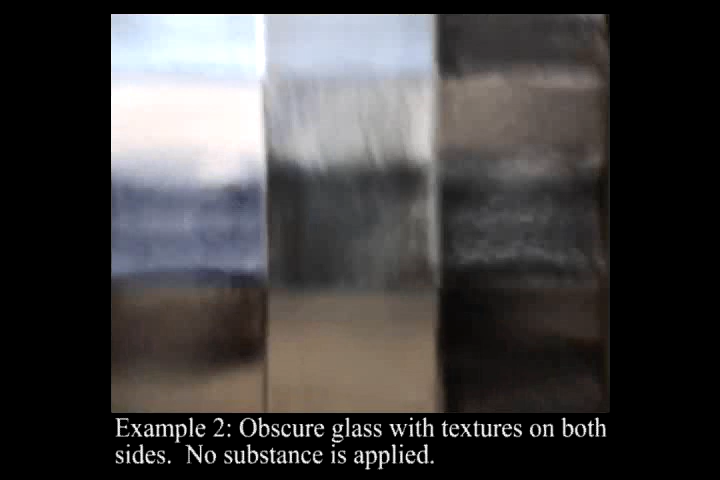 Example 2: Obscure glass with textures on both
sides.  No substance is applied.